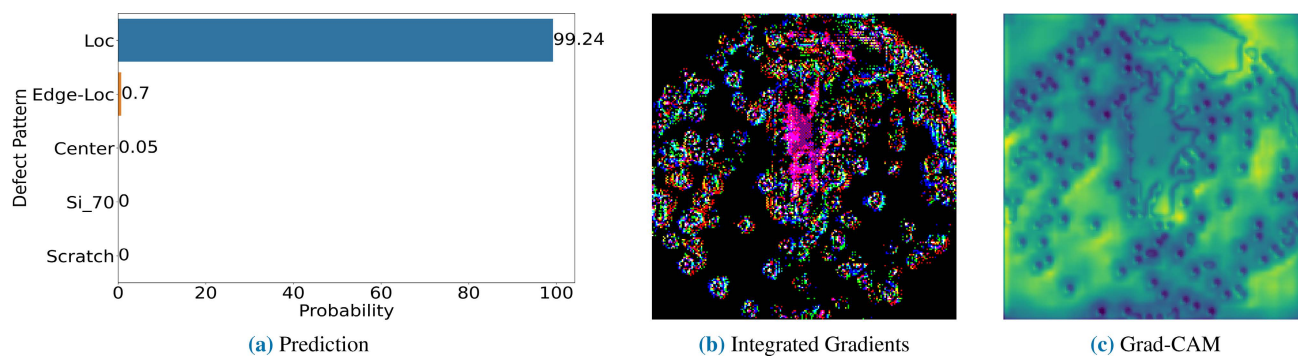 Defect Pattern
Loc
99.24
Edge-Loc
0.7
Center
0.05
Si_70
0
Scratch
0
0 20 40 60 80 100
Probability
(a) Prediction
(b) Integrated Gradients
(c) Grad-CAM